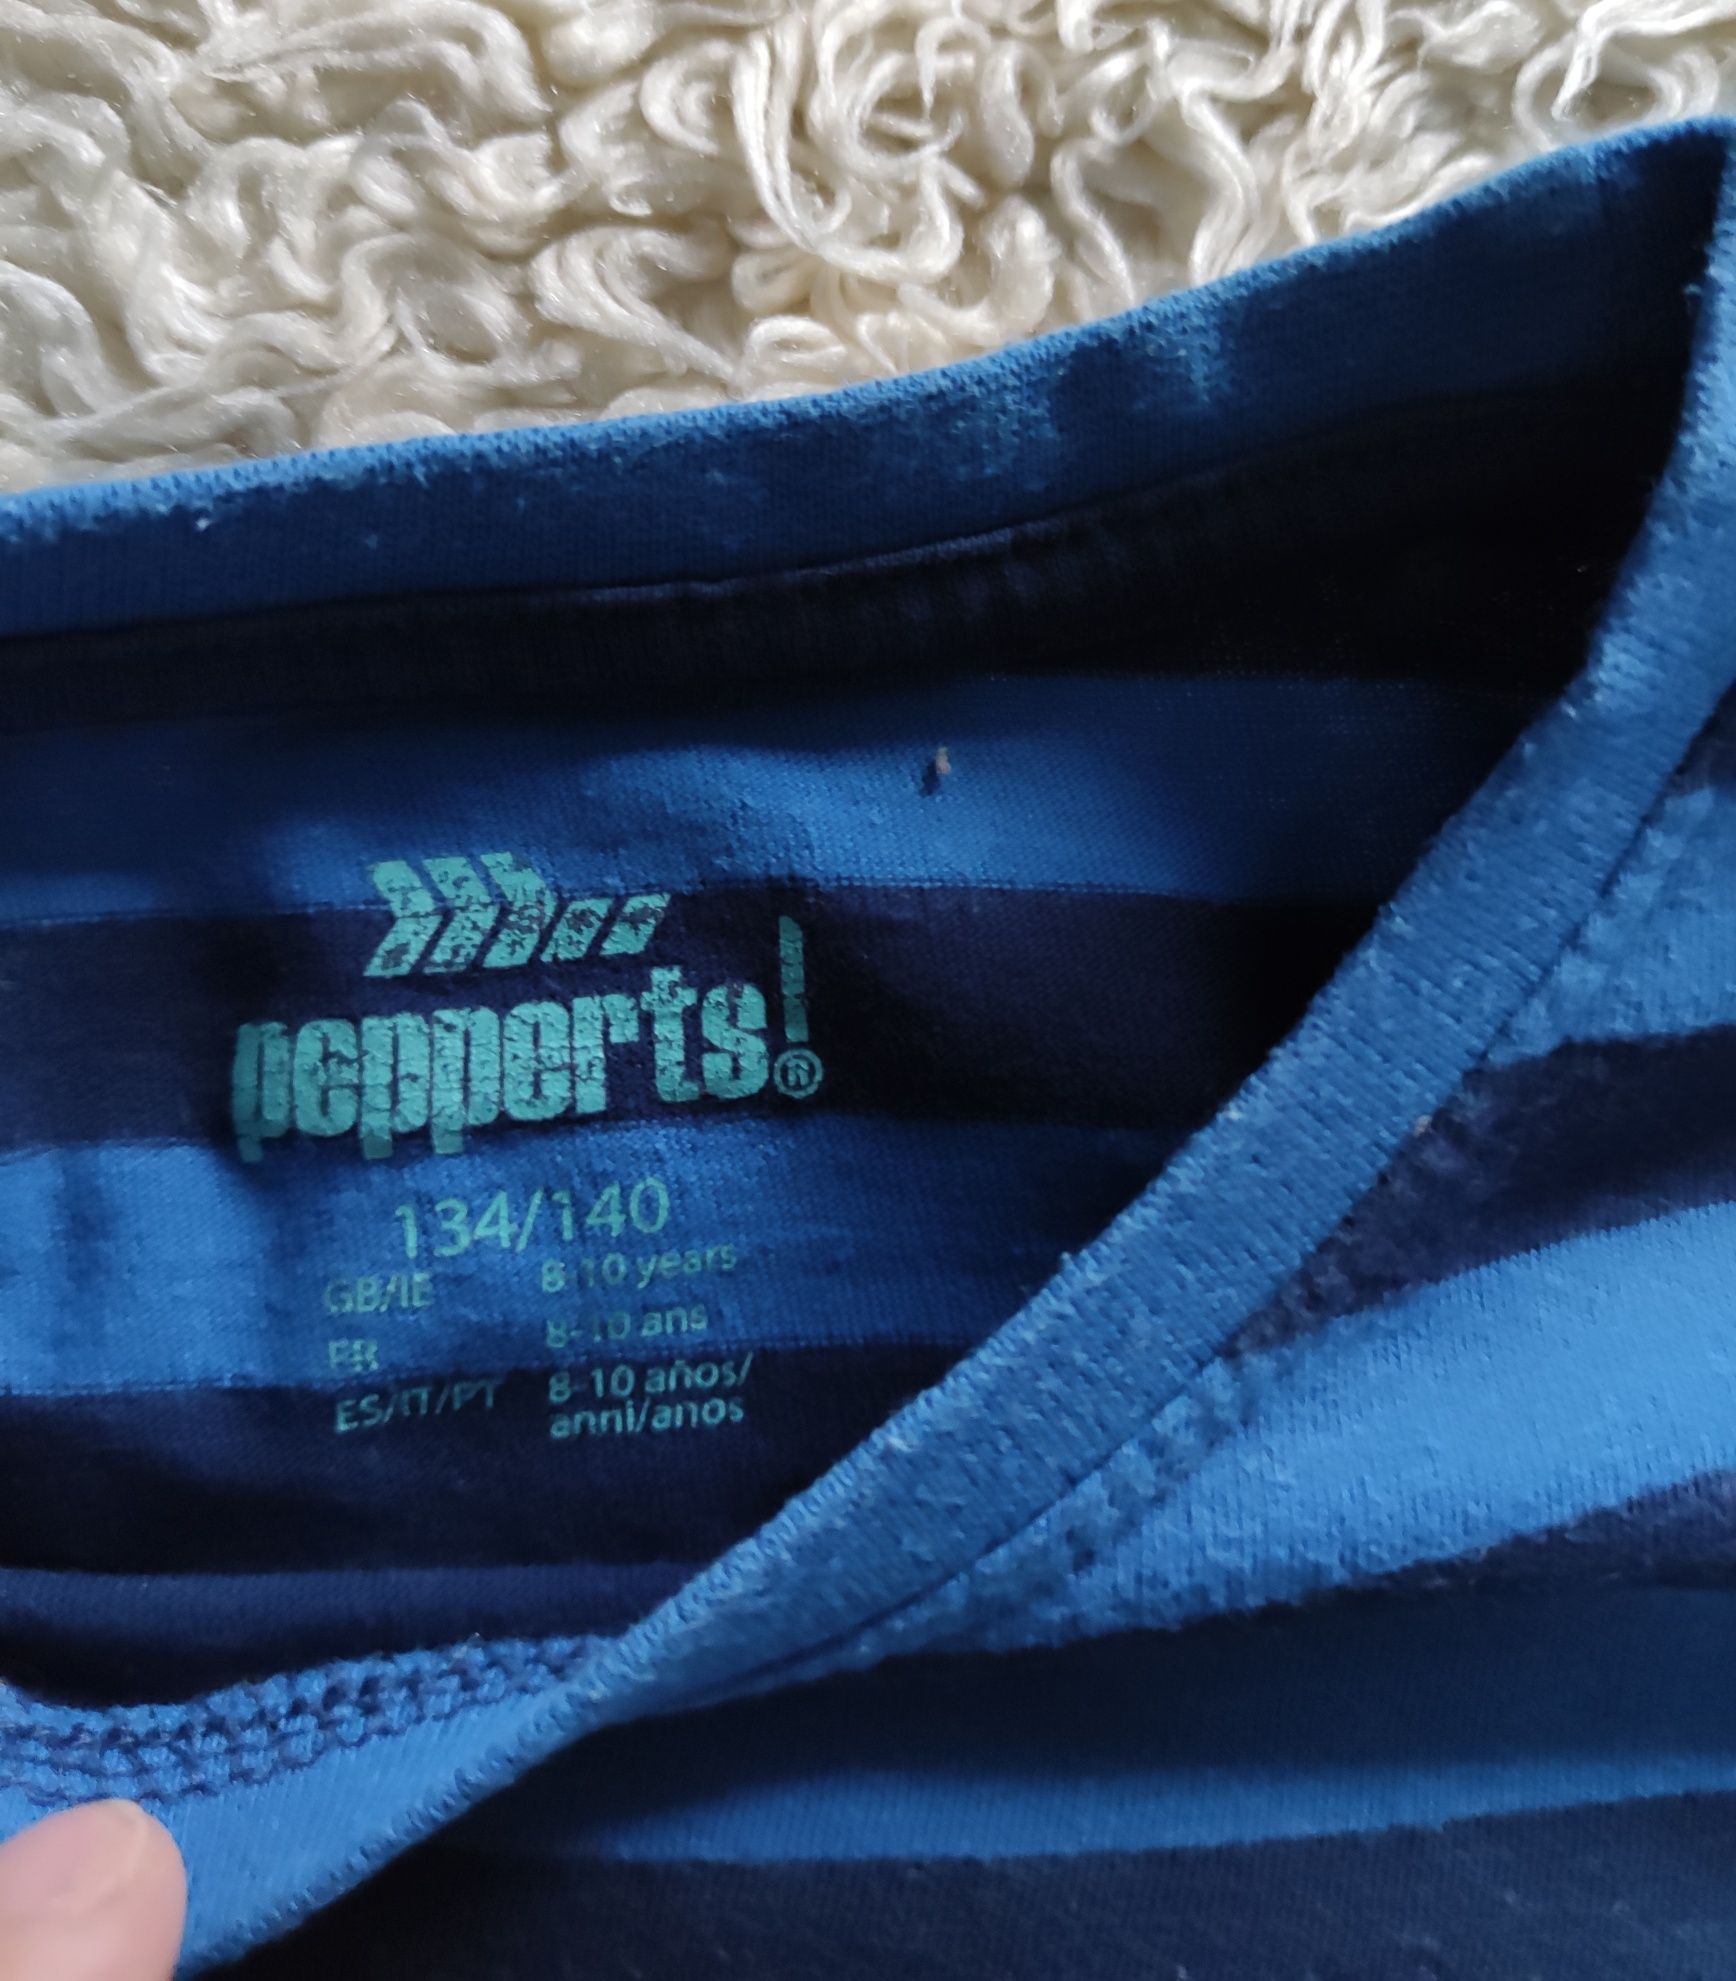 pepperts!®
134/140
GB/IE 8-10 years
FR 8-10 ans
ES/IT/PT 8-10 años/
anni/anos